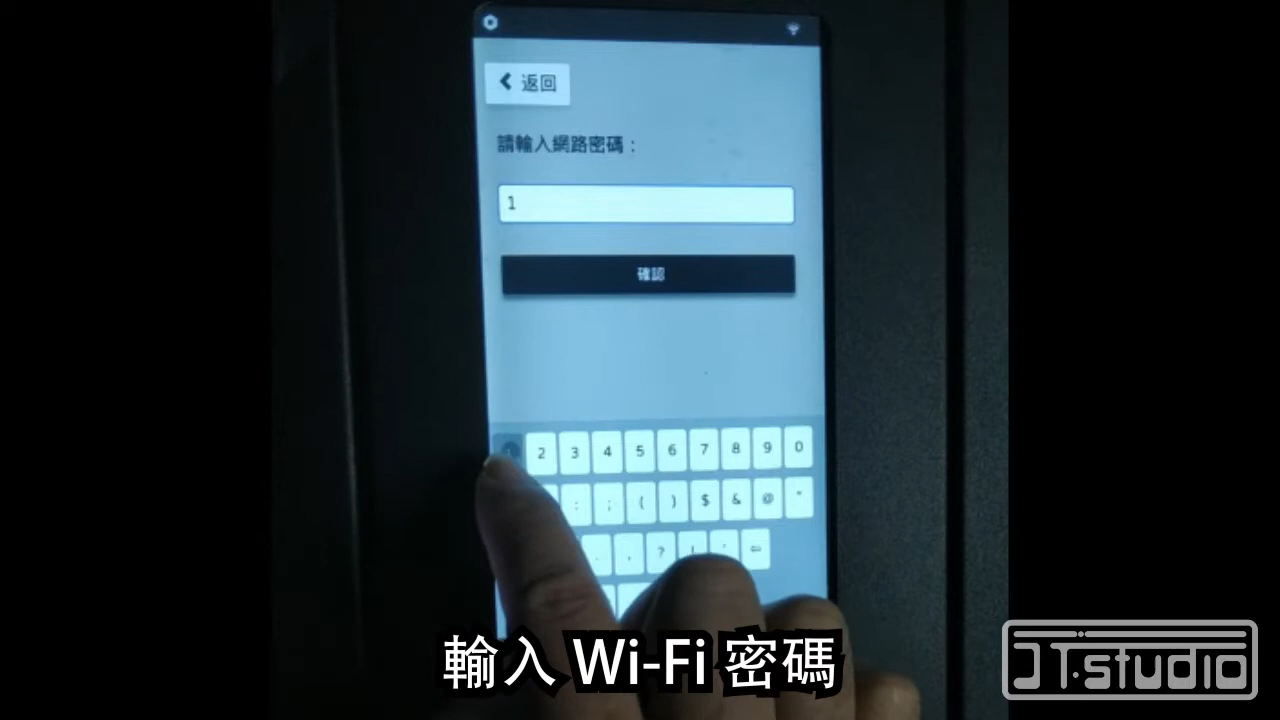 返回
請輸入網路密碼：
1
確認
2 3 4 5 6 7 8 9 0
: ; ( ) $ & @ "
. , ? ! '
輸入 Wi-Fi 密碼
JT.studio